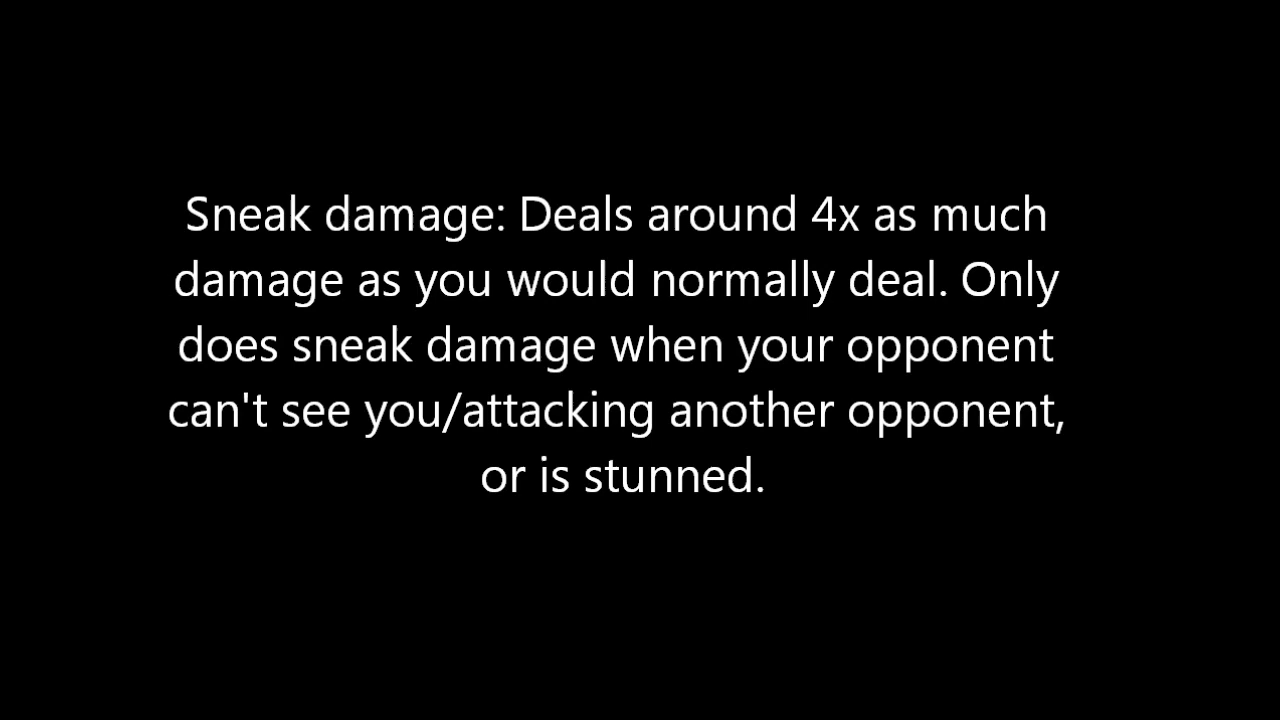 Sneak damage: Deals around 4x as much
damage as you would normally deal. Only
does sneak damage when your opponent
can't see you/attacking another opponent,
or is stunned.